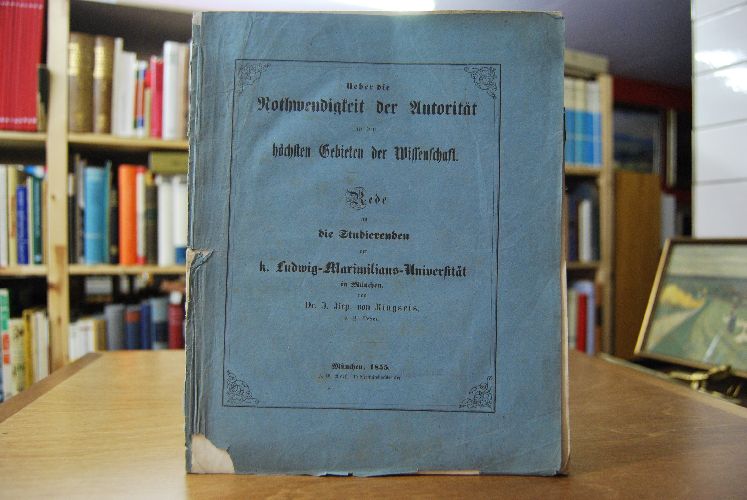 Ueber die
Nothwendigkeit der Autorität
in den
höchsten Gebieten der Wissenschaft.
Rede
an
die Studierenden
der
k. Ludwig-Maximilians-Universität
in München.
von
Dr. J. Nep. von Ringseis,
München, 1855.